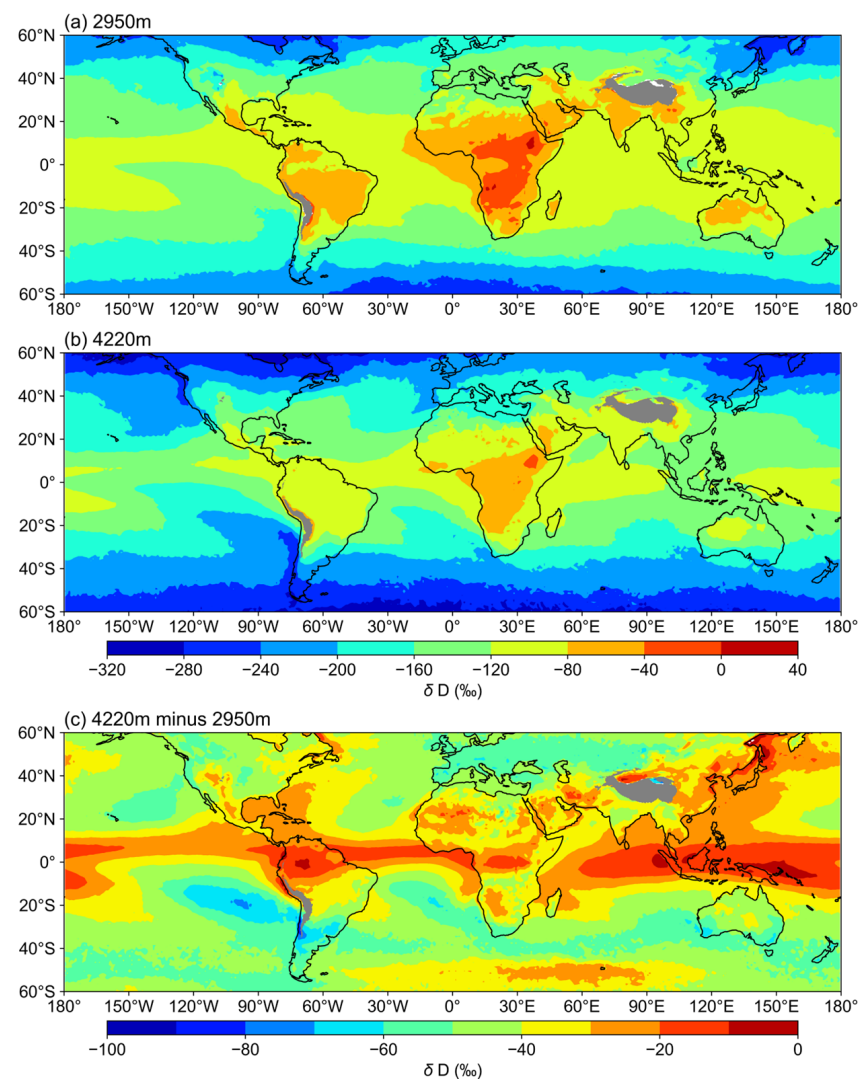 (a) 2950m
60°N
40°N
20°N
0°
20°S
40°S
60°S
180° 150°W 120°W 90°W 60°W 30°W 0° 30°E 60°E 90°E 120°E 150°E 180°
(b) 4220m
60°N
40°N
20°N
0°
20°S
40°S
60°S
180° 150°W 120°W 90°W 60°W 30°W 0° 30°E 60°E 90°E 120°E 150°E 180°
−320 −280 −240 −200 −160 −120 −80 −40 0 40
δ D (‰)
(c) 4220m minus 2950m
60°N
40°N
20°N
0°
20°S
40°S
60°S
180° 150°W 120°W 90°W 60°W 30°W 0° 30°E 60°E 90°E 120°E 150°E 180°
−100 −80 −60 −40 −20 0
δ D (‰)